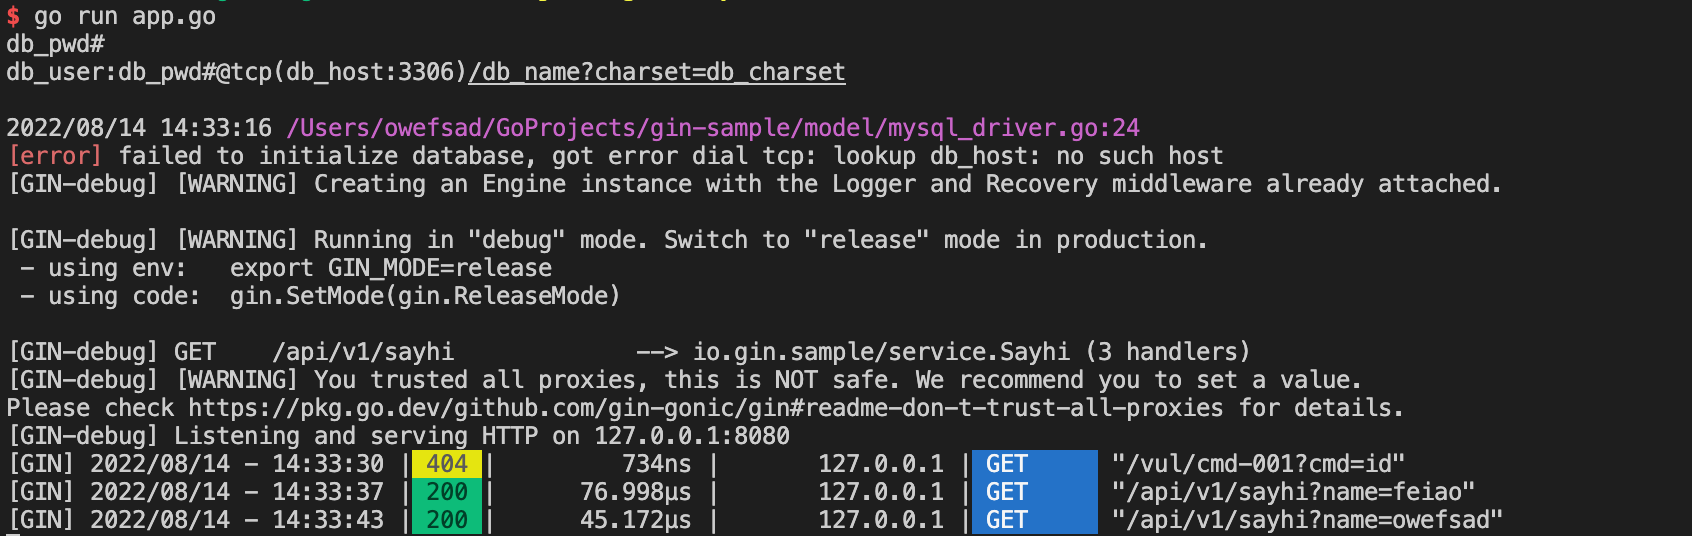 $ go run app.go
db_pwd#
db_user:db_pwd#@tcp(db_host:3306)/db_name?charset=db_charset
2022/08/14 14:33:16 /Users/owefsad/GoProjects/gin-sample/model/mysql_driver.go:24
[error] failed to initialize database, got error dial tcp: lookup db_host: no such host
[GIN-debug] [WARNING] Creating an Engine instance with the Logger and Recovery middleware already attached.
[GIN-debug] [WARNING] Running in "debug" mode. Switch to "release" mode in production.
- using env:   export GIN_MODE=release
- using code:  gin.SetMode(gin.ReleaseMode)
[GIN-debug] GET    /api/v1/sayhi             --> io.gin.sample/service.Sayhi (3 handlers)
[GIN-debug] [WARNING] You trusted all proxies, this is NOT safe. We recommend you to set a value.
Please check https://pkg.go.dev/github.com/gin-gonic/gin#readme-don-t-trust-all-proxies for details.
[GIN-debug] Listening and serving HTTP on 127.0.0.1:8080
[GIN] 2022/08/14 - 14:33:30 | 404 |         734ns |       127.0.0.1 | GET      "/vul/cmd-001?cmd=id"
[GIN] 2022/08/14 - 14:33:37 | 200 |      76.998µs |       127.0.0.1 | GET      "/api/v1/sayhi?name=feiao"
[GIN] 2022/08/14 - 14:33:43 | 200 |      45.172µs |       127.0.0.1 | GET      "/api/v1/sayhi?name=owefsad"